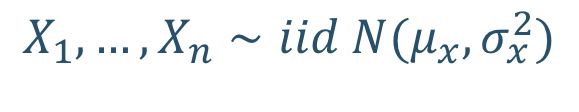 X₁, … , Xₙ ~ iid N(μₓ, σₓ²)